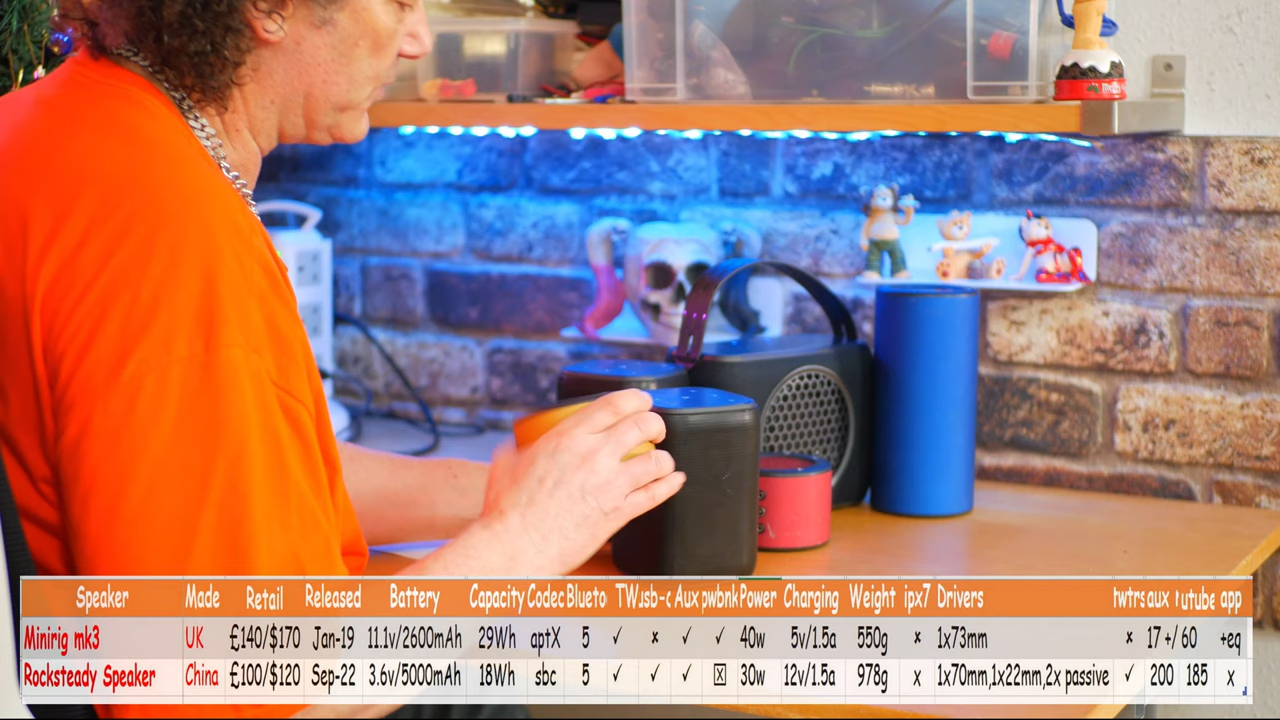 Speaker Made Retail Released Battery Capacity Codec Blueto TW usb-c Aux pwbnk Power Charging Weight ipx7 Drivers hwtrs aux utube app
Minirig mk3 UK £140/$170 Jan-19 11.1v/2600mAh 29Wh aptX 5 ✓ × ✓ ✓ 40w 5v/1.5a 550g × 1x73mm × 17 +/ 60 +eq
Rocksteady Speaker China £100/$120 Sep-22 3.6v/5000mAh 18Wh sbc 5 ✓ ✓ ✓ ☒ 30w 12v/1.5a 978g x 1x70mm,1x22mm,2x passive ✓ 200 185 x